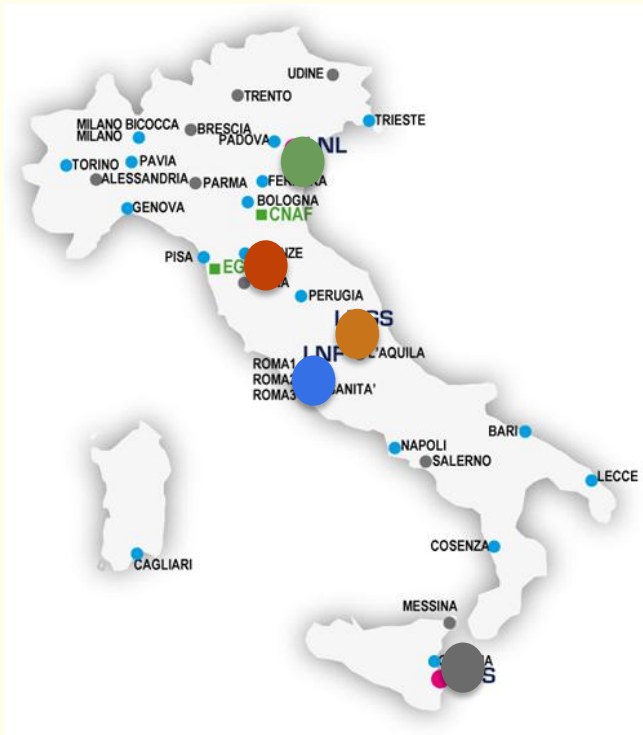 UDINE
TRENTO
TRIESTE
MILANO BICOCCA
MILANO
BRESCIA
PADOVA
TORINO
PAVIA
ALESSANDRIA
PARMA
GENOVA
BOLOGNA
CNAF
PISA
PERUGIA
L'AQUILA
ROMA1
ROMA2
ROMA3
BARI
NAPOLI
SALERNO
LECCE
COSENZA
CAGLIARI
MESSINA